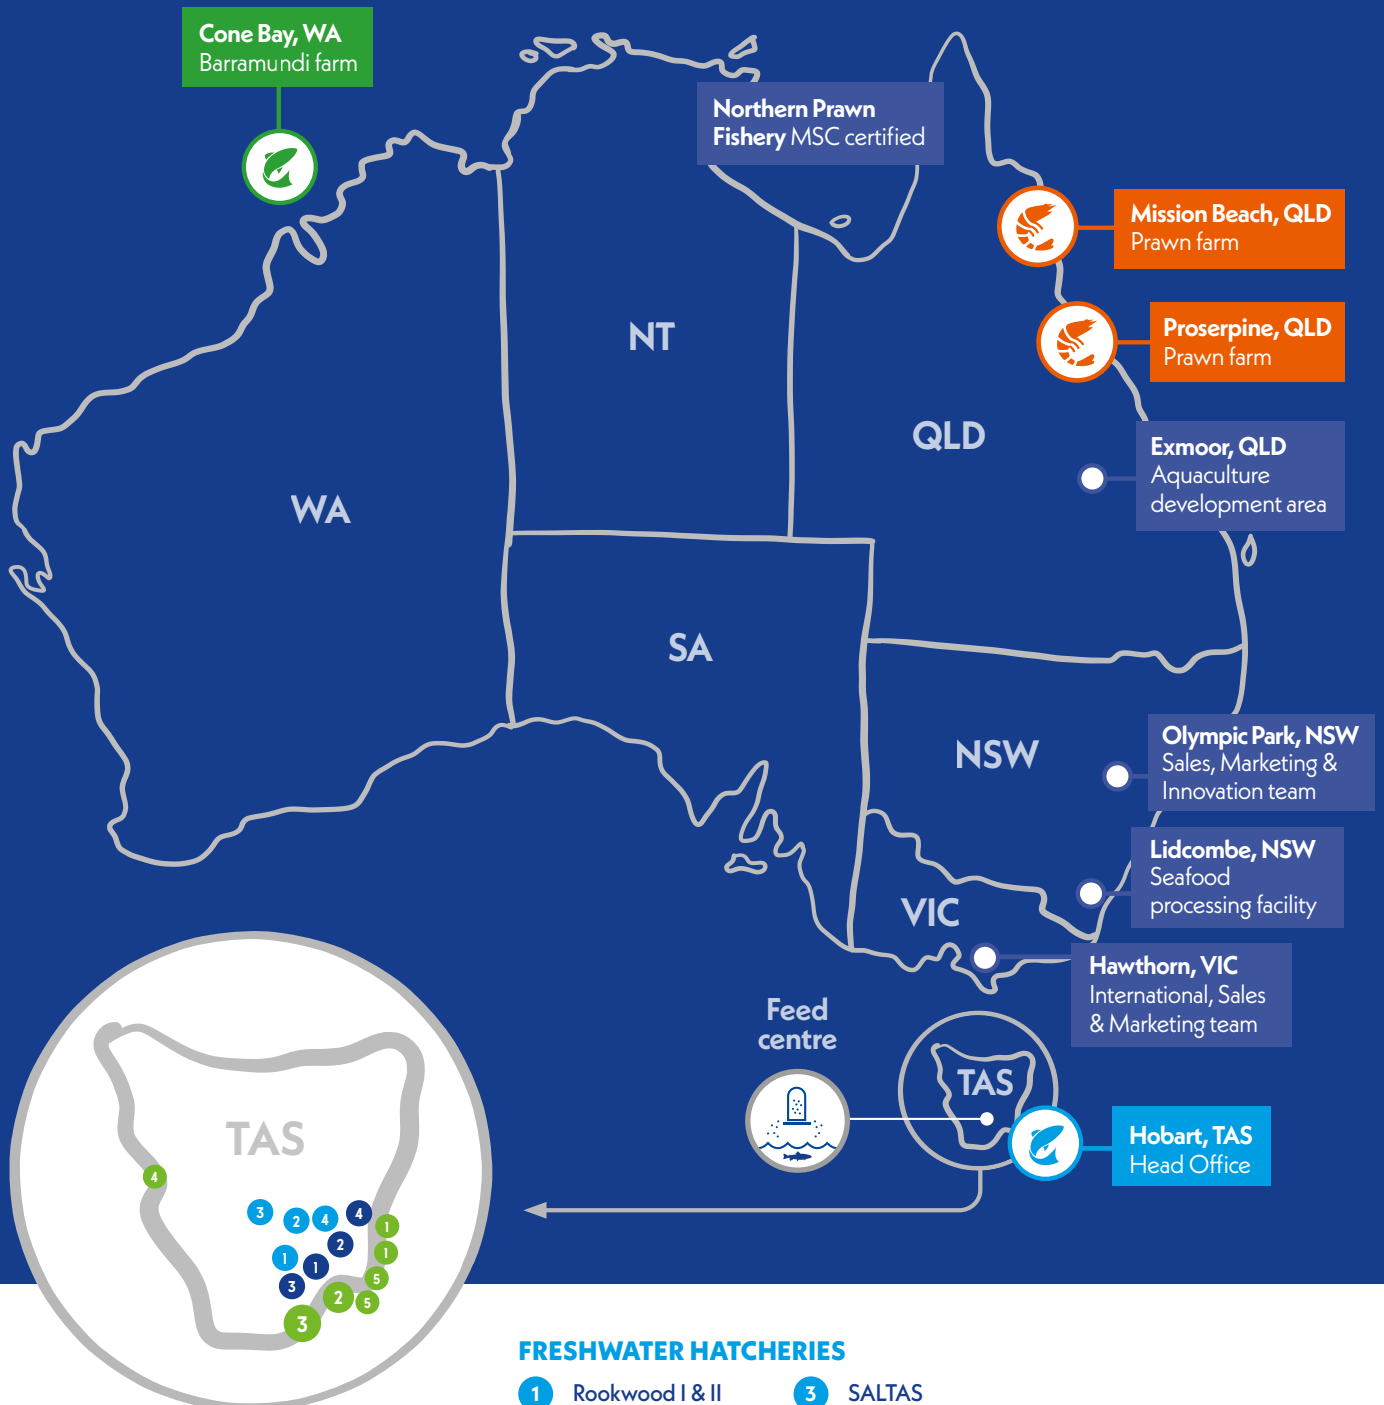 Cone Bay, WA
Barramundi farm
Northern Prawn
Fishery MSC certified
Mission Beach, QLD
Prawn farm
Proserpine, QLD
Prawn farm
NT
QLD
Exmoor, QLD
Aquaculture
development area
WA
SA
NSW
Olympic Park, NSW
Sales, Marketing &
Innovation team
Lidcombe, NSW
Seafood
processing facility
VIC
Hawthorn, VIC
International, Sales
& Marketing team
Feed
centre
TAS
Hobart, TAS
Head Office
TAS
4
3
2
4
4
1
2
1
1
1
3
5
2
5
3
FRESHWATER HATCHERIES
1 Rookwood I & II
3 SALTAS